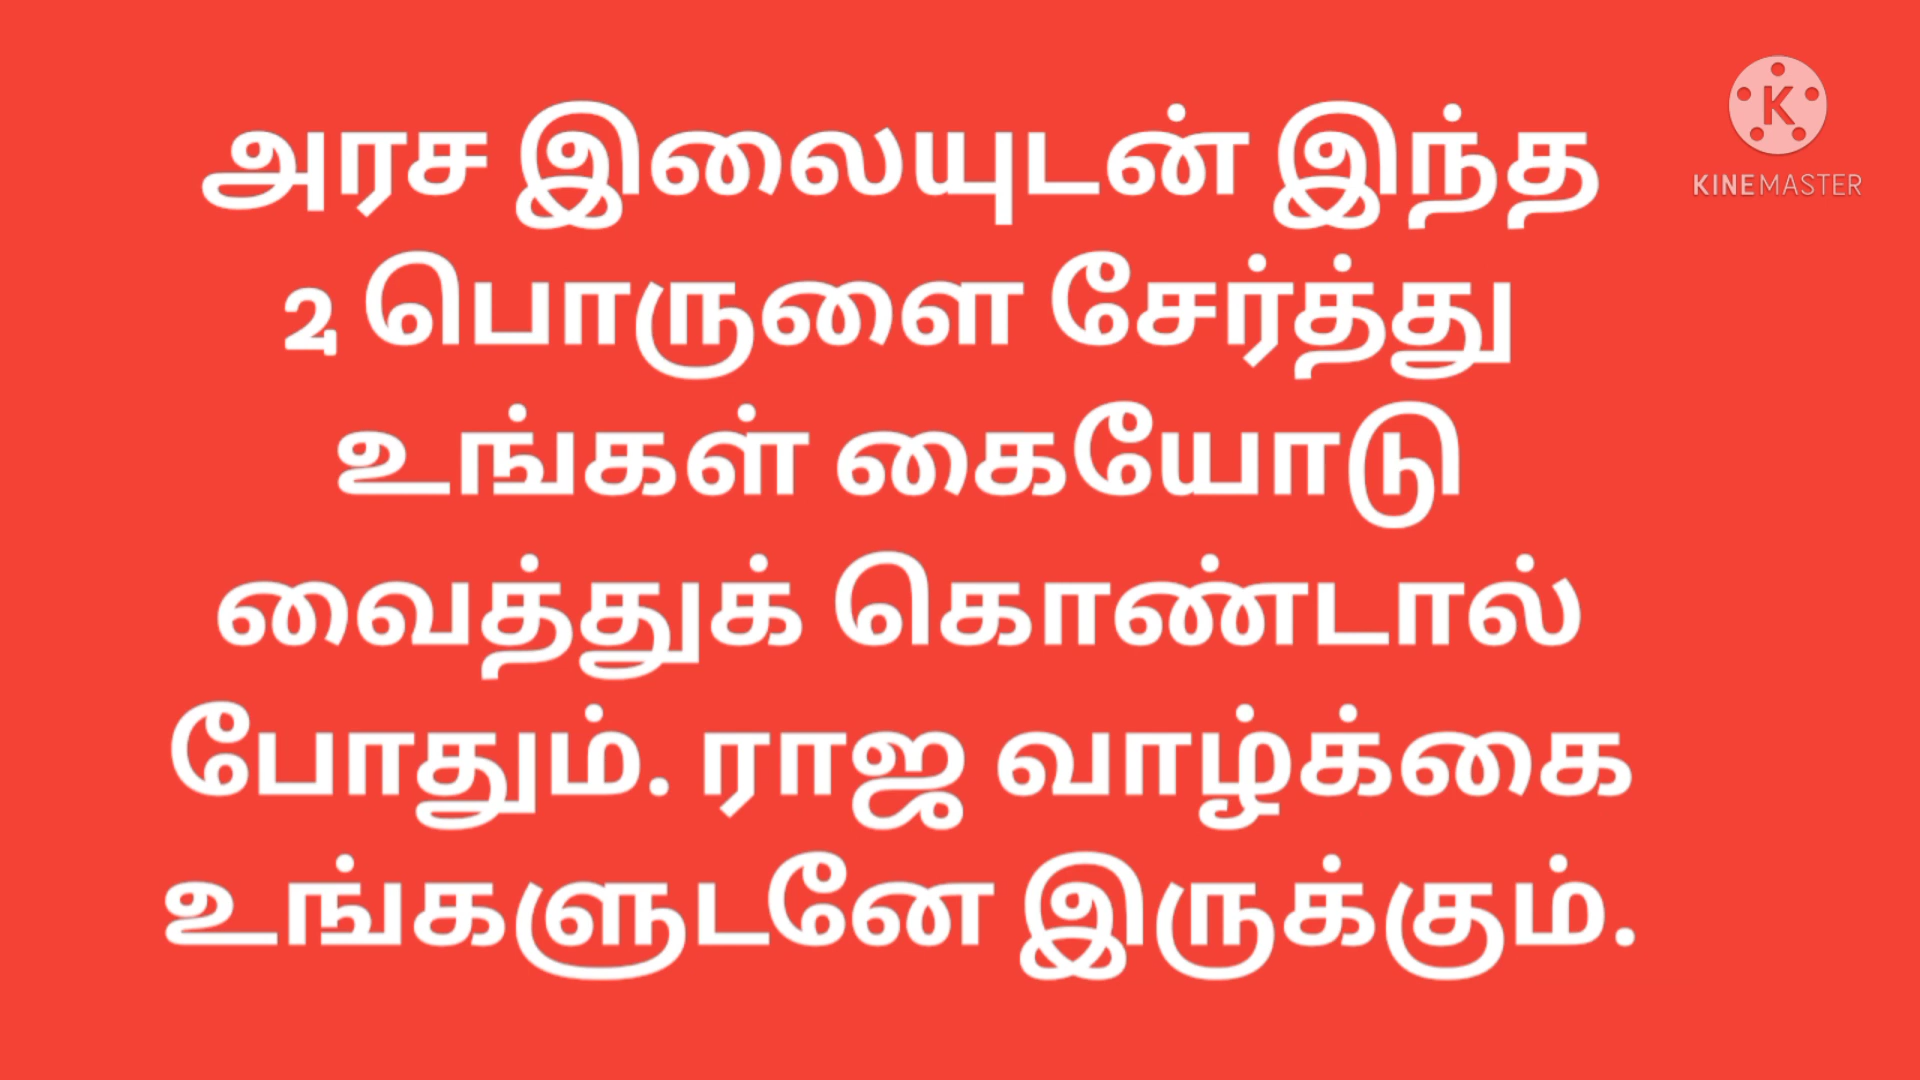 அரச இலையுடன் இந்த
2 பொருளை சேர்த்து
உங்கள் கையோடு
வைத்துக் கொண்டால்
போதும். ராஜ வாழ்க்கை
உங்களுடனே இருக்கும்.
K
KINEMASTER